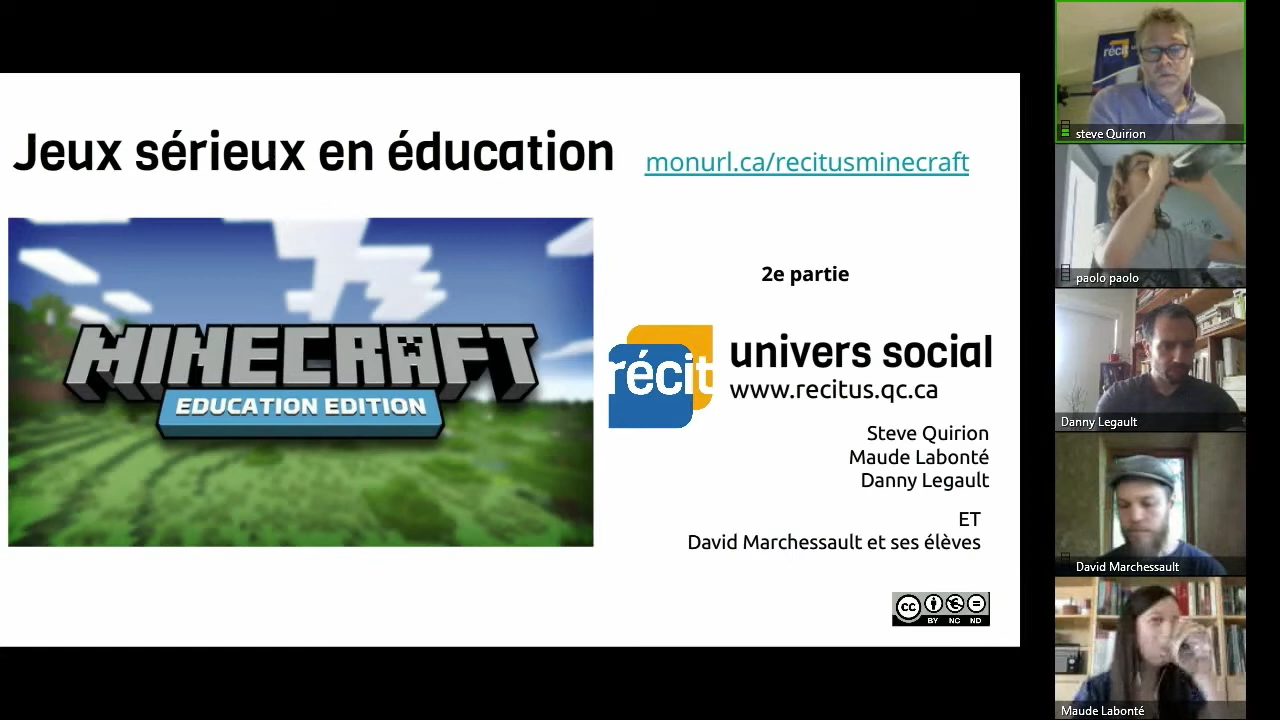 Jeux sérieux en éducation
monurl.ca/recitusminecraft
2e partie
MINECRAFT
EDUCATION EDITION
récit
univers social
www.recitus.qc.ca
Steve Quirion
Maude Labonté
Danny Legault
ET
David Marchessault et ses élèves
cc
BY NC ND
récit
steve Quirion
paolo paolo
Danny Legault
David Marchessault
Maude Labonté